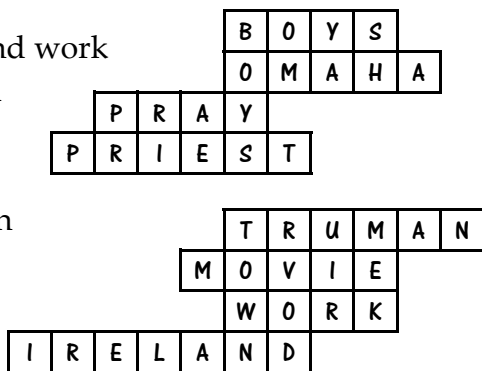 nd work
BOYS
OMAHA
PRAY
PRIEST
TRUMAN
MOVIE
WORK
IRELAND